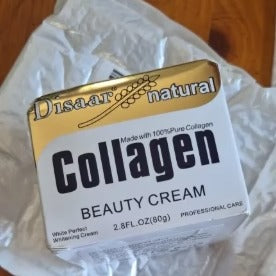 Disaar natural
Made with 100%Pure Collagen
Collagen
BEAUTY CREAM
White Perfect
Whitening Cream
2.8FL.OZ(80g)
PROFESSIONAL CARE